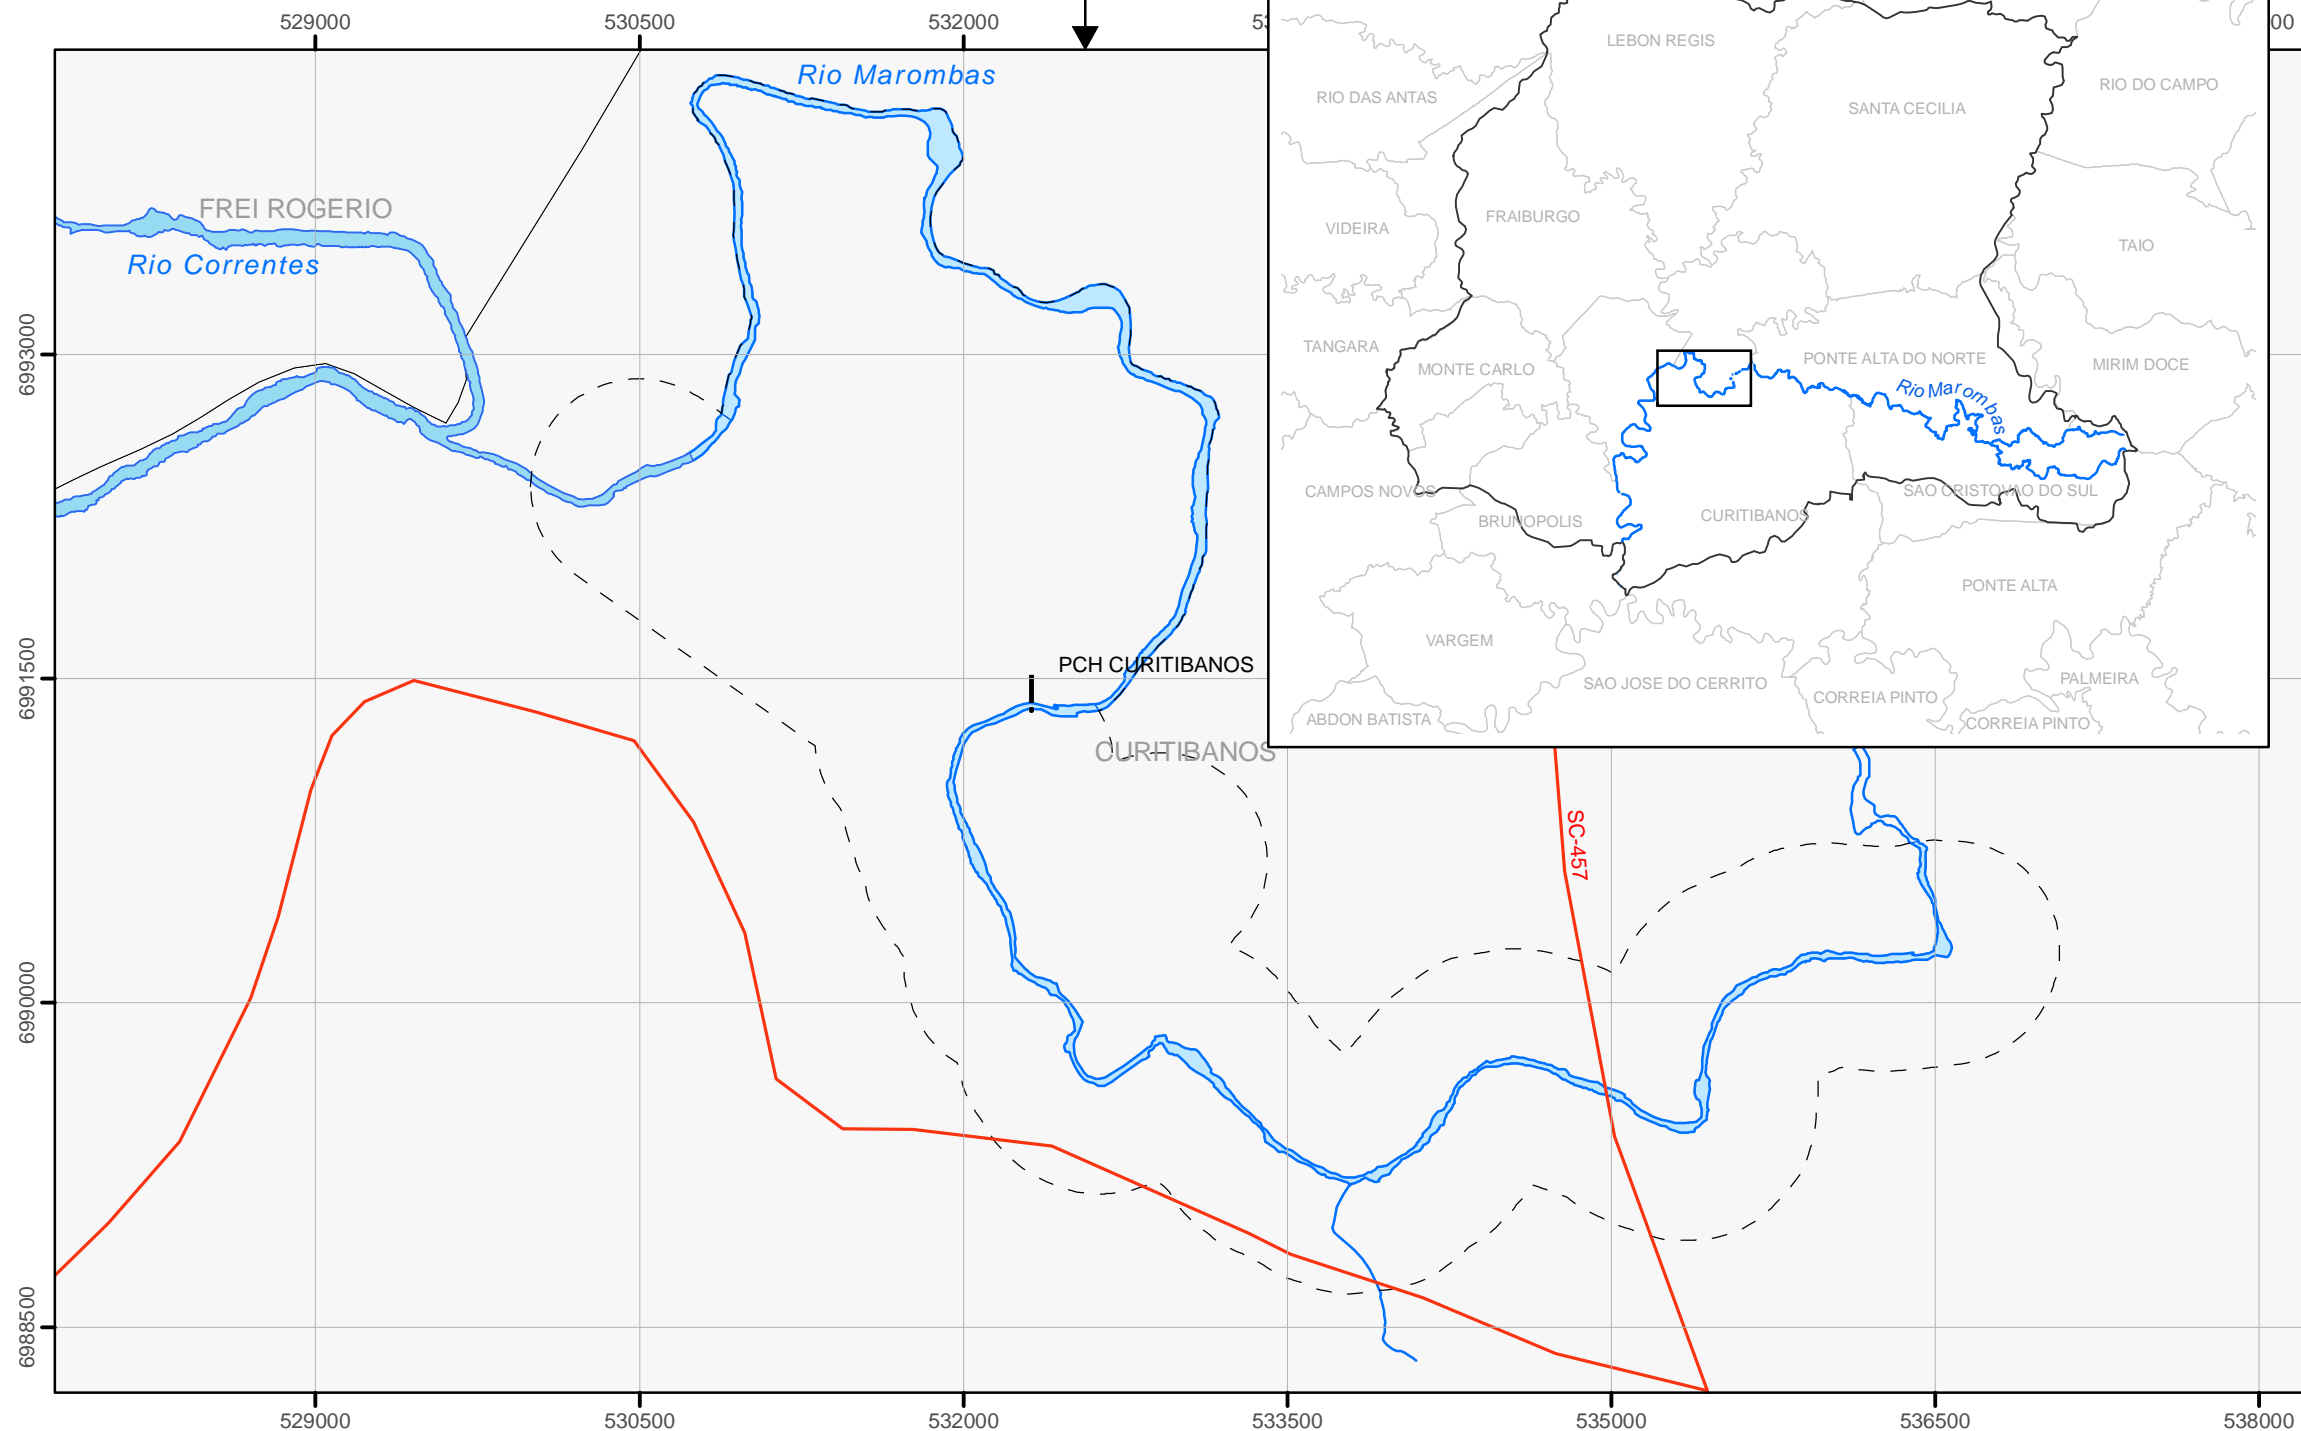 529000
530500
532000
53
00
Rio Marombas
FREI ROGERIO
Rio Correntes
6993000
6991500
6990000
6988500
PCH CURITIBANOS
CURITIBANOS
SC-457
LEBON REGIS
RIO DAS ANTAS
SANTA CECILIA
RIO DO CAMPO
VIDEIRA
FRAIBURGO
TAIO
TANGARA
MONTE CARLO
PONTE ALTA DO NORTE
MIRIM DOCE
Rio Marombas
CAMPOS NOVOS
BRUNOPOLIS
CURITIBANOS
SAO CRISTOVAO DO SUL
PONTE ALTA
VARGEM
SAO JOSE DO CERRITO
CORREIA PINTO
PALMEIRA
ABDON BATISTA
CORREIA PINTO
529000
530500
532000
533500
535000
536500
538000